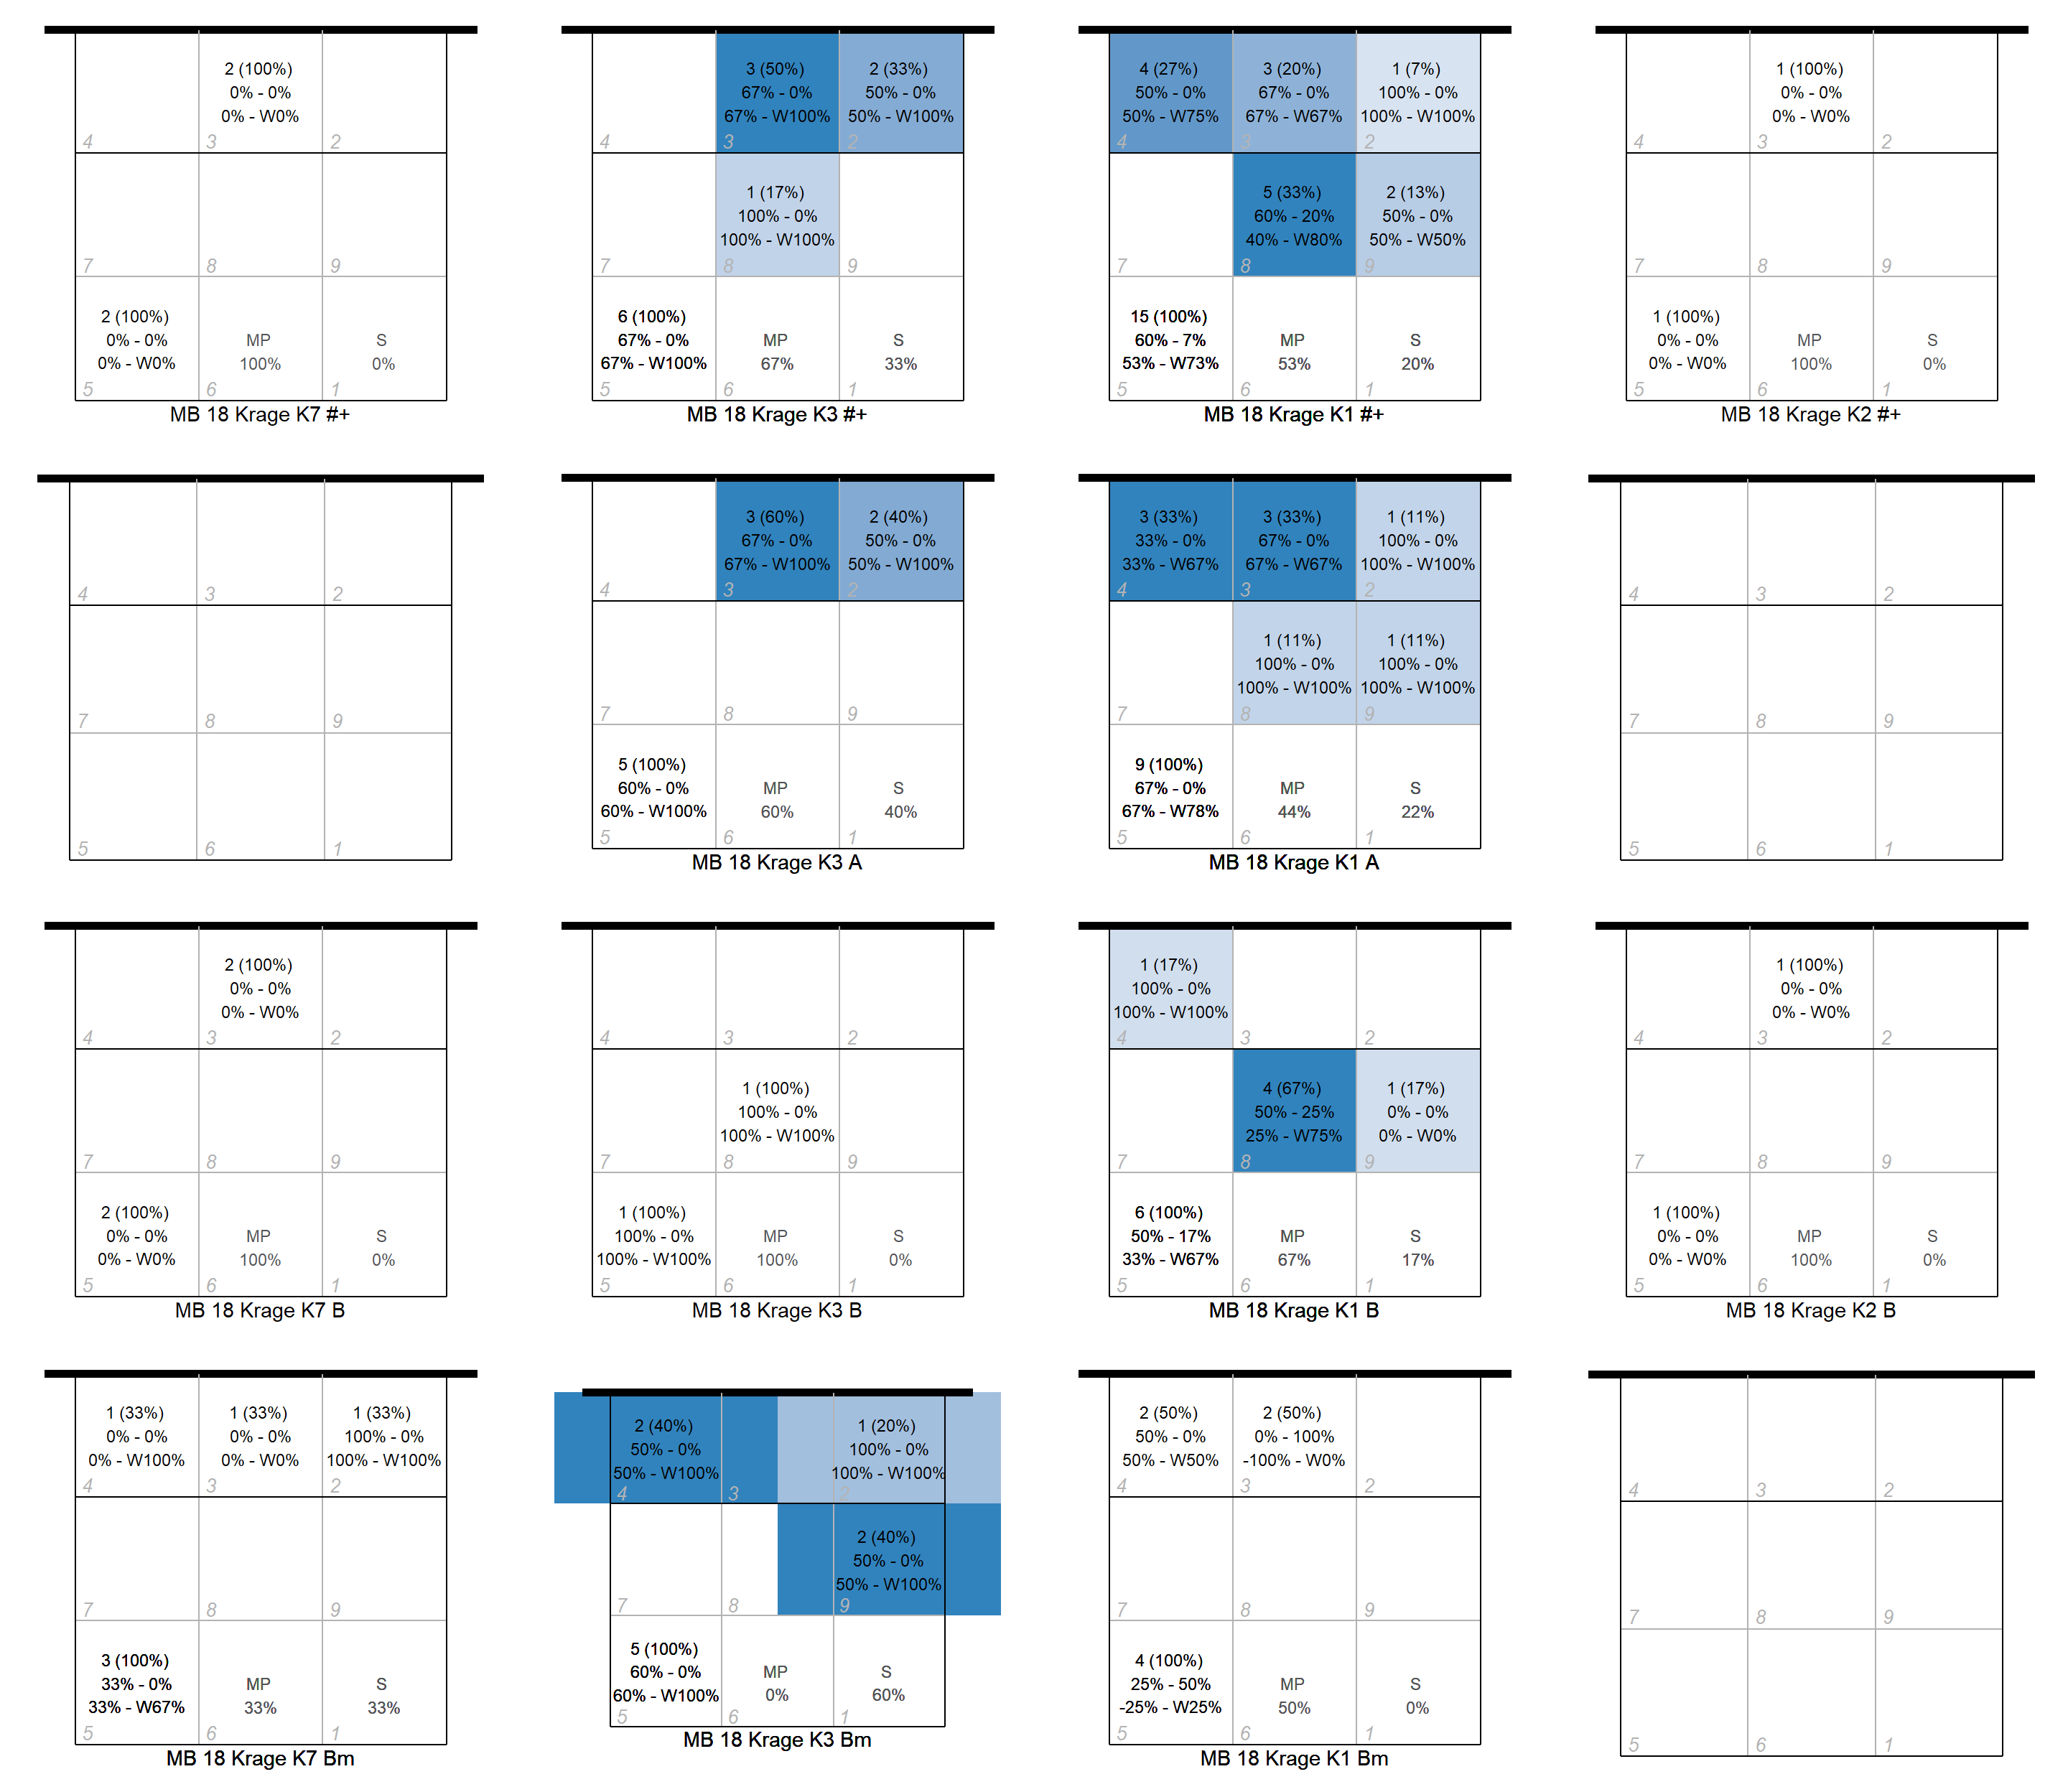 2 (100%)
0% - 0%
0% - W0%
4
3
2
7
8
9
2 (100%)
0% - 0%
0% - W0%
MP
100%
S
0%
5
6
1
MB 18 Krage K7 #+
3 (50%)
67% - 0%
67% - W100%
2 (33%)
50% - 0%
50% - W100%
4
3
2
1 (17%)
100% - 0%
100% - W100%
7
8
9
6 (100%)
67% - 0%
67% - W100%
MP
67%
S
33%
5
6
1
MB 18 Krage K3 #+
4 (27%)
50% - 0%
50% - W75%
3 (20%)
67% - 0%
67% - W67%
1 (7%)
100% - 0%
100% - W100%
4
3
2
5 (33%)
60% - 20%
40% - W80%
2 (13%)
50% - 0%
50% - W50%
7
8
9
15 (100%)
60% - 7%
53% - W73%
MP
53%
S
20%
5
6
1
MB 18 Krage K1 #+
1 (100%)
0% - 0%
0% - W0%
4
3
2
7
8
9
1 (100%)
0% - 0%
0% - W0%
MP
100%
S
0%
5
6
1
MB 18 Krage K2 #+
4
3
2
7
8
9
5
6
1
3 (60%)
67% - 0%
67% - W100%
2 (40%)
50% - 0%
50% - W100%
4
3
2
7
8
9
5 (100%)
60% - 0%
60% - W100%
MP
60%
S
40%
5
6
1
MB 18 Krage K3 A
3 (33%)
33% - 0%
33% - W67%
3 (33%)
67% - 0%
67% - W67%
1 (11%)
100% - 0%
100% - W100%
4
3
2
1 (11%)
100% - 0%
100% - W100%
1 (11%)
100% - 0%
100% - W100%
7
8
9
9 (100%)
67% - 0%
67% - W78%
MP
44%
S
22%
5
6
1
MB 18 Krage K1 A
4
3
2
7
8
9
5
6
1
2 (100%)
0% - 0%
0% - W0%
4
3
2
7
8
9
2 (100%)
0% - 0%
0% - W0%
MP
100%
S
0%
5
6
1
MB 18 Krage K7 B
4
3
2
1 (100%)
100% - 0%
100% - W100%
7
8
9
1 (100%)
100% - 0%
100% - W100%
MP
100%
S
0%
5
6
1
MB 18 Krage K3 B
1 (17%)
100% - 0%
100% - W100%
4
3
2
4 (67%)
50% - 25%
25% - W75%
1 (17%)
0% - 0%
0% - W0%
7
8
9
6 (100%)
50% - 17%
33% - W67%
MP
67%
S
17%
5
6
1
MB 18 Krage K1 B
1 (100%)
0% - 0%
0% - W0%
4
3
2
7
8
9
1 (100%)
0% - 0%
0% - W0%
MP
100%
S
0%
5
6
1
MB 18 Krage K2 B
1 (33%)
0% - 0%
0% - W100%
1 (33%)
0% - 0%
0% - W0%
1 (33%)
100% - 0%
100% - W100%
4
3
2
7
8
9
3 (100%)
33% - 0%
33% - W67%
MP
33%
S
33%
5
6
1
MB 18 Krage K7 Bm
2 (40%)
50% - 0%
50% - W100%
1 (20%)
100% - 0%
100% - W100%
4
3
2
2 (40%)
50% - 0%
50% - W100%
7
8
9
5 (100%)
60% - 0%
60% - W100%
MP
0%
S
60%
5
6
1
MB 18 Krage K3 Bm
2 (50%)
50% - 0%
50% - W50%
2 (50%)
0% - 100%
-100% - W0%
4
3
2
7
8
9
4 (100%)
25% - 50%
-25% - W25%
MP
50%
S
0%
5
6
1
MB 18 Krage K1 Bm
4
3
2
7
8
9
5
6
1